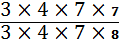 3 × 4 × 7 × 7
3 × 4 × 7 × 8